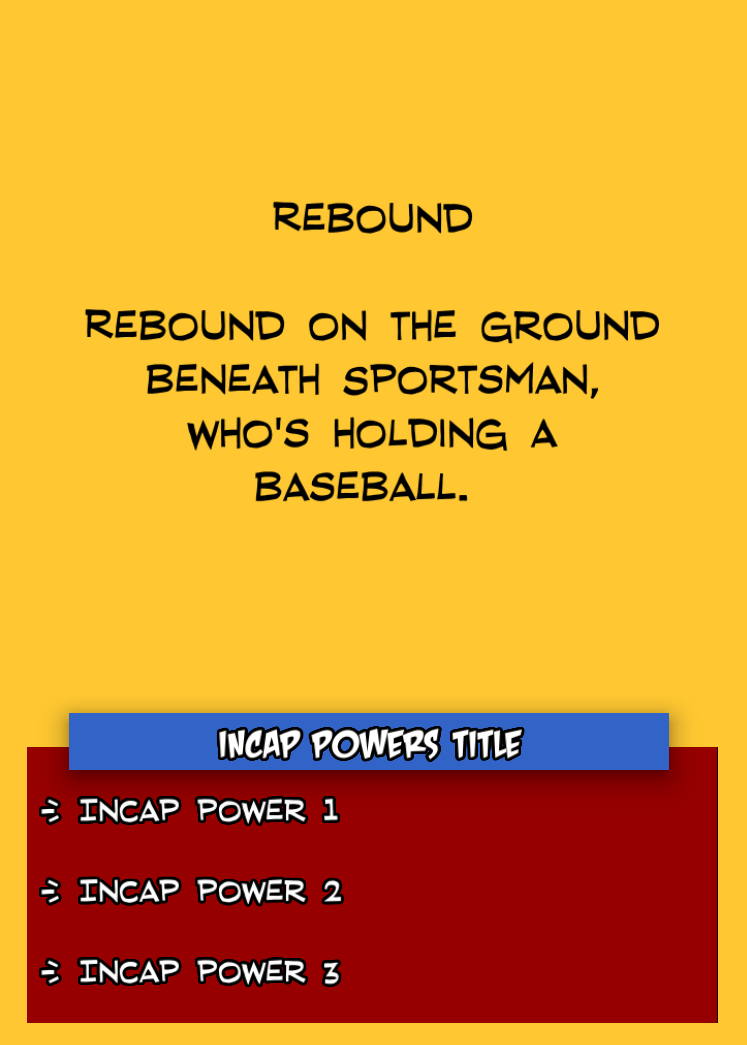 REBOUND
REBOUND ON THE GROUND
BENEATH SPORTSMAN,
WHO'S HOLDING A
BASEBALL.
INCAP POWERS TITLE
INCAP POWER 1
INCAP POWER 2
INCAP POWER 3